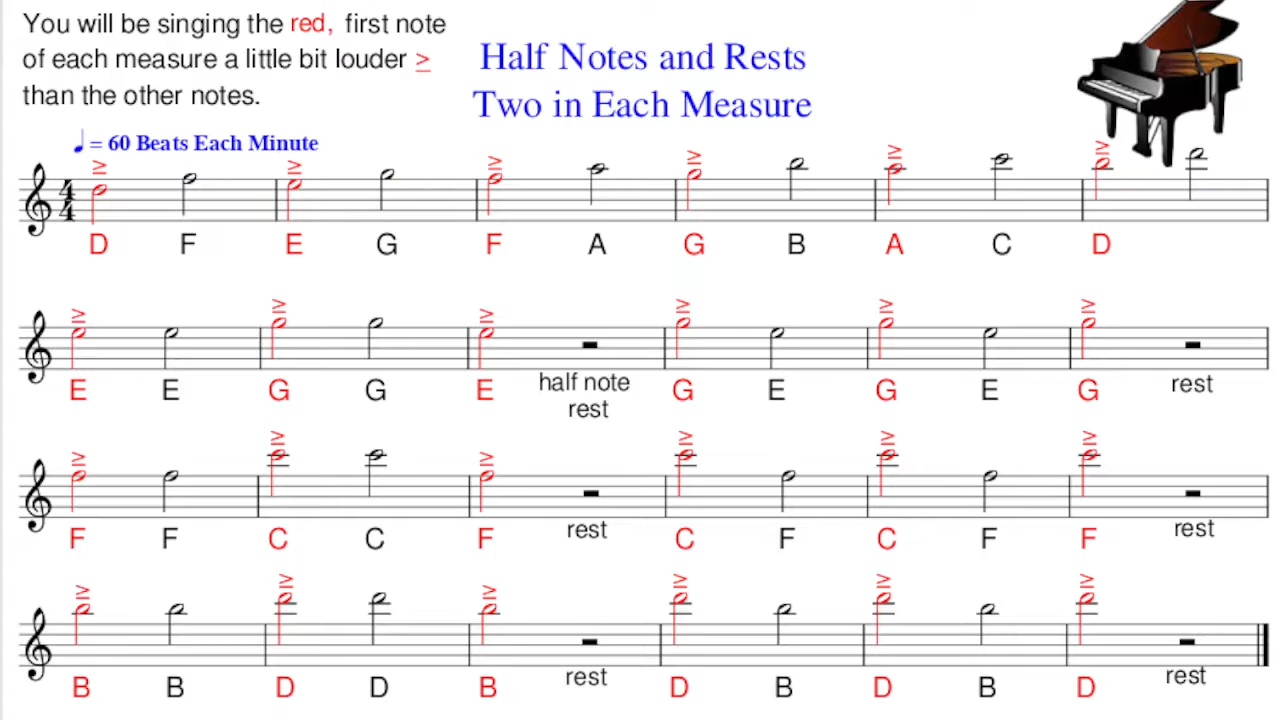 You will be singing the red, first note
of each measure a little bit louder >
than the other notes.
Half Notes and Rests
Two in Each Measure
♩ = 60 Beats Each Minute
> > > > > >
4
4
D F E G F A G B A C D
> > > > > >
E E G G E half note G E G E G rest
rest
> > > > > >
F F C C F rest C F C F F rest
> > > > > >
B B D D B rest D B D B D rest